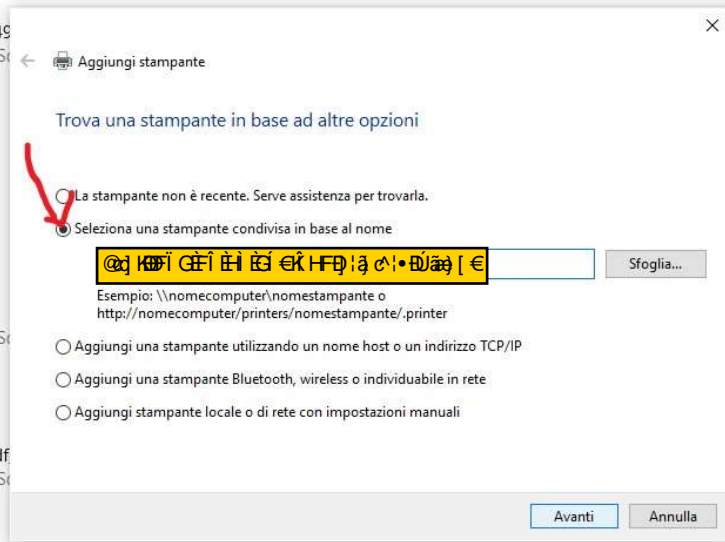 Aggiungi stampante
Trova una stampante in base ad altre opzioni
La stampante non è recente. Serve assistenza per trovarla.
Seleziona una stampante condivisa in base al nome
Sfoglia...
Esempio: \\nomecomputer\nomestampante o
http://nomecomputer/printers/nomestampante/.printer
Aggiungi una stampante utilizzando un nome host o un indirizzo TCP/IP
Aggiungi una stampante Bluetooth, wireless o individuabile in rete
Aggiungi stampante locale o di rete con impostazioni manuali
Avanti
Annulla